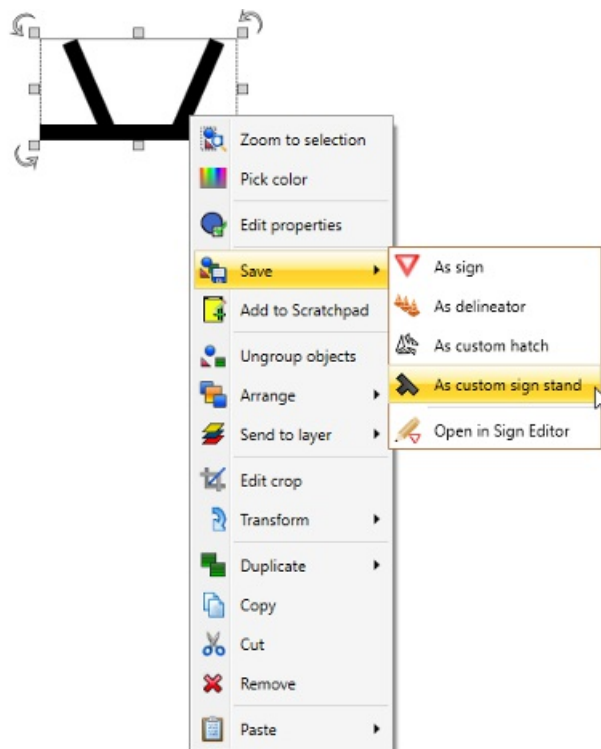 Zoom to selection
Pick color
Edit properties
Save
Add to Scratchpad
Ungroup objects
Arrange
Send to layer
Edit crop
Transform
Duplicate
Copy
Cut
Remove
Paste
As sign
As delineator
As custom hatch
As custom sign stand
Open in Sign Editor